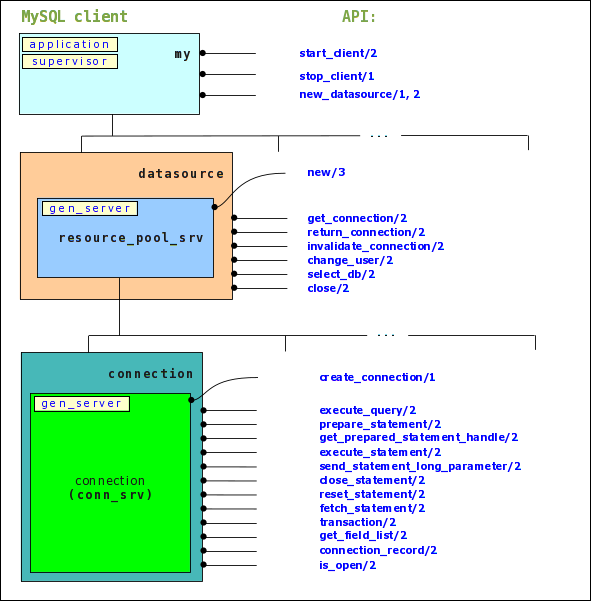 MySQL client API:
application
supervisor
my
start_client/2
stop_client/1
new_datasource/1, 2
...
datasource
new/3
gen_server
resource_pool_srv
get_connection/2
return_connection/2
invalidate_connection/2
change_user/2
select_db/2
close/2
...
connection
create_connection/1
gen_server
connection
(conn_srv)
execute_query/2
prepare_statement/2
get_prepared_statement_handle/2
execute_statement/2
send_statement_long_parameter/2
close_statement/2
reset_statement/2
fetch_statement/2
transaction/2
get_field_list/2
connection_record/2
is_open/2